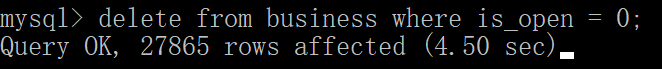 mysql> delete from business where is_open = 0;
Query OK, 27865 rows affected (4.50 sec)